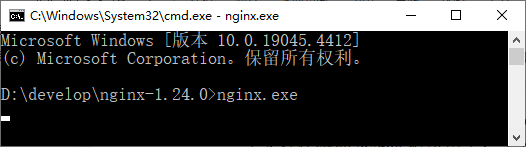 C:\Windows\System32\cmd.exe - nginx.exe
Microsoft Windows [版本 10.0.19045.4412]
(c) Microsoft Corporation。保留所有权利。
D:\develop\nginx-1.24.0>nginx.exe